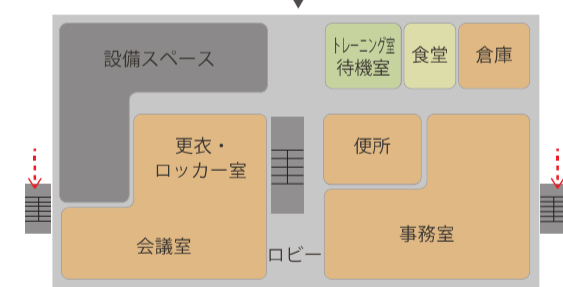 設備スペース
トレーニング室
待機室
食堂
倉庫
更衣・
ロッカー室
便所
会議室
ロビー
事務室